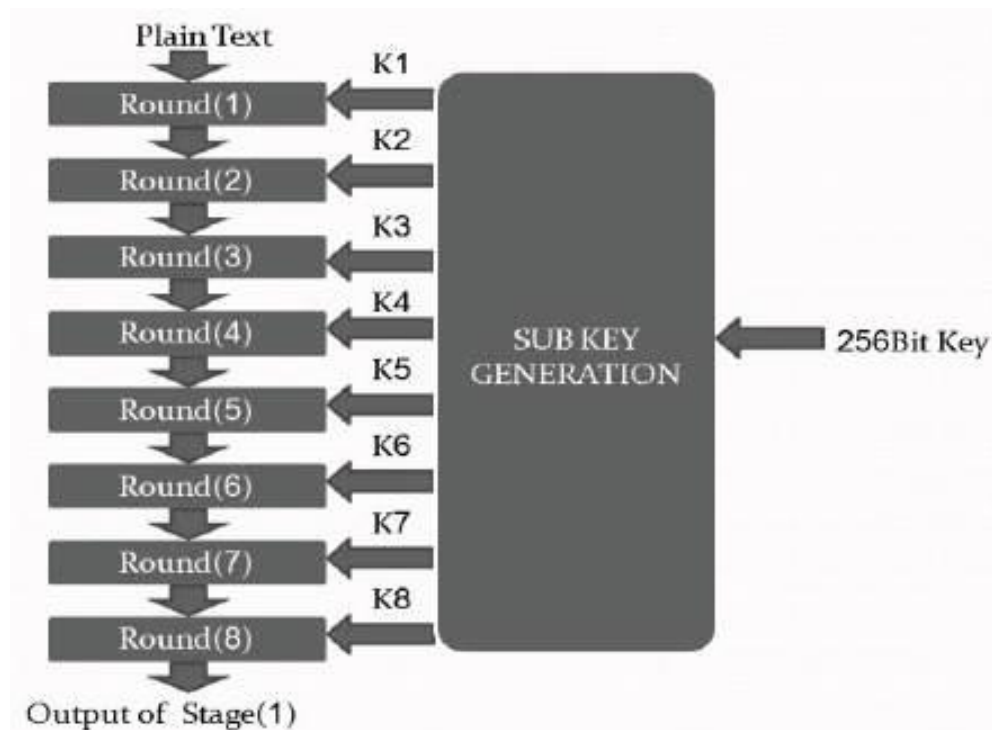 Plain Text
K1
Round(1)
K2
Round(2)
K3
Round(3)
K4
Round(4)
SUB KEY
GENERATION
256Bit Key
K5
Round(5)
K6
Round(6)
K7
Round(7)
K8
Round(8)
Output of Stage(1)